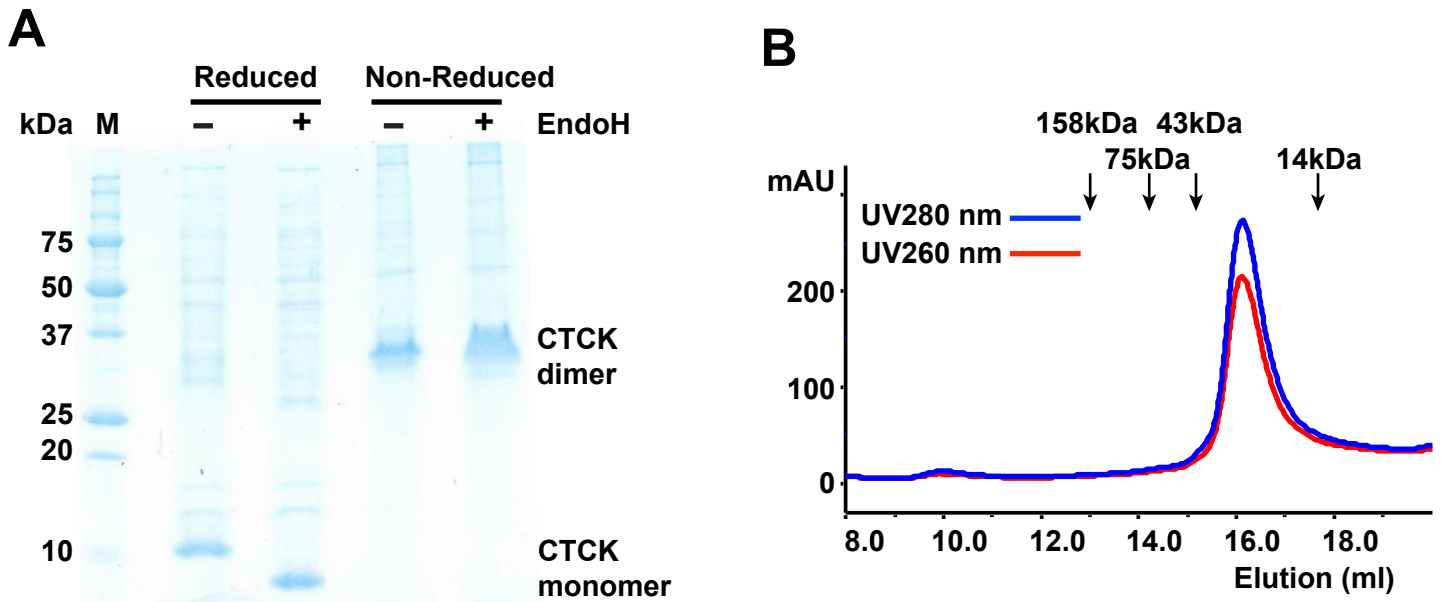 A
Reduced Non-Reduced
kDa M – + – + EndoH
75
50
37
25
20
10
CTCK
dimer
CTCK
monomer
B
158kDa 43kDa
75kDa 14kDa
mAU
UV280 nm
UV260 nm
200
100
0
8.0 10.0 12.0 14.0 16.0 18.0
Elution (ml)